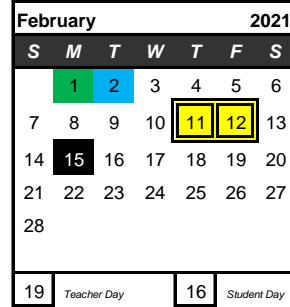 February 2021
S M T W T F S
1 2 3 4 5 6
7 8 9 10 11 12 13
14 15 16 17 18 19 20
21 22 23 24 25 26 27
28
19 Teacher Day 16 Student Day